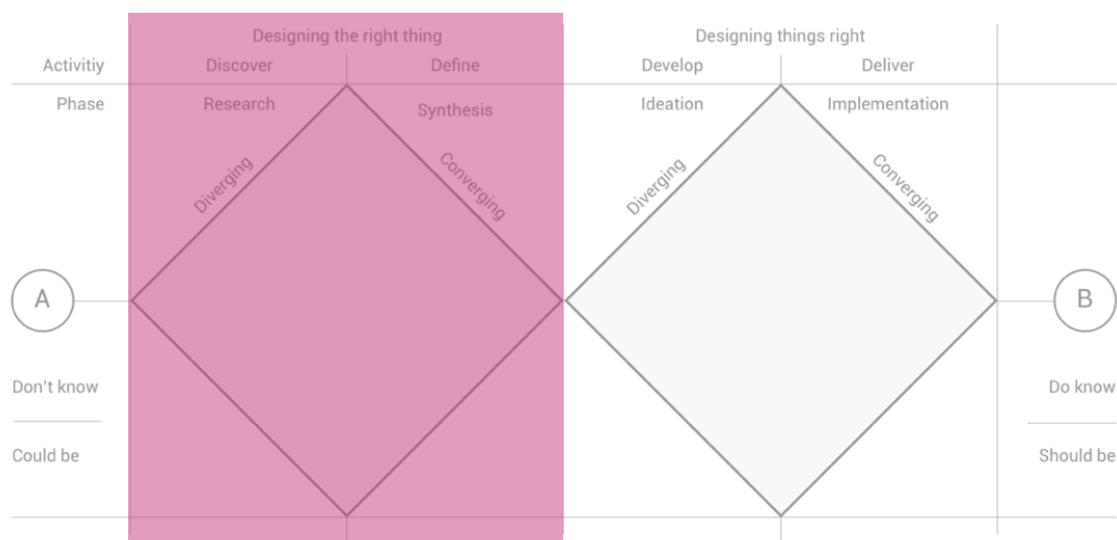 Designing the right thing
Designing things right
Activitiy
Discover
Define
Develop
Deliver
Phase
Research
Synthesis
Ideation
Implementation
Diverging
Converging
Diverging
Converging
A
B
Don't know
Do know
Could be
Should be